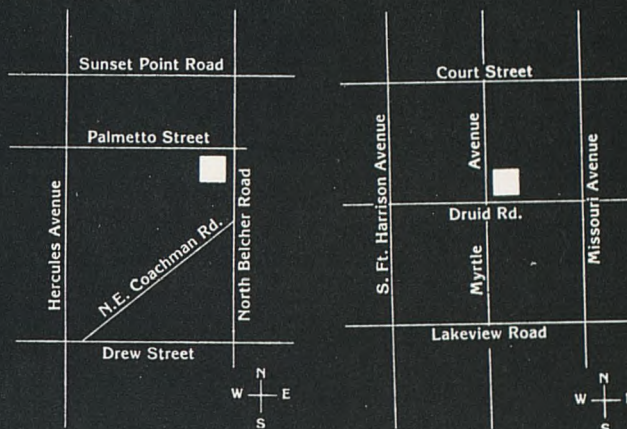 Sunset Point Road
Palmetto Street
Hercules Avenue
N.E. Coachman Rd.
North Belcher Road
Drew Street
N
W E
S
Court Street
S. Ft. Harrison Avenue
Myrtle Avenue
Missouri Avenue
Druid Rd.
Lakeview Road
N
W
S